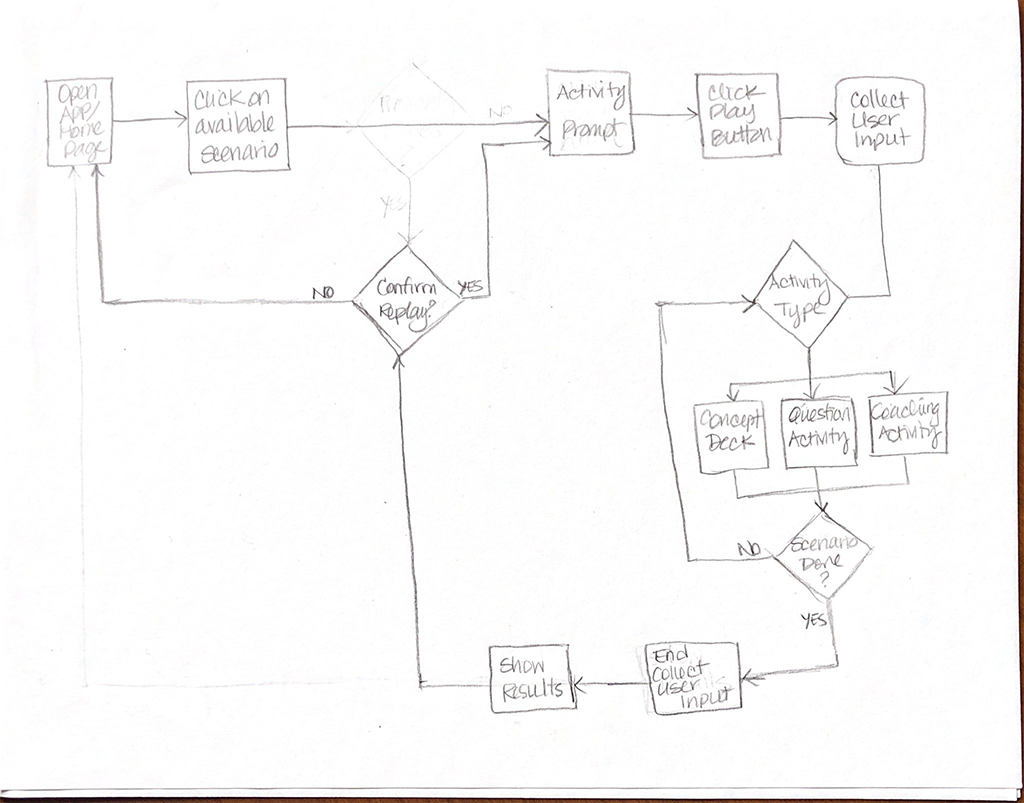 Open
App/
Home
Page
Click on
available
scenario
NO
Activity
Prompt
Click
Play
Button
Collect
User
Input
YES
Confirm
Replay?
YES
NO
Activity
Type
Concept
Deck
Question
Activity
Coaching
Activity
Scenario
Done
?
NO
YES
End
Collect
User
Input
Show
Results